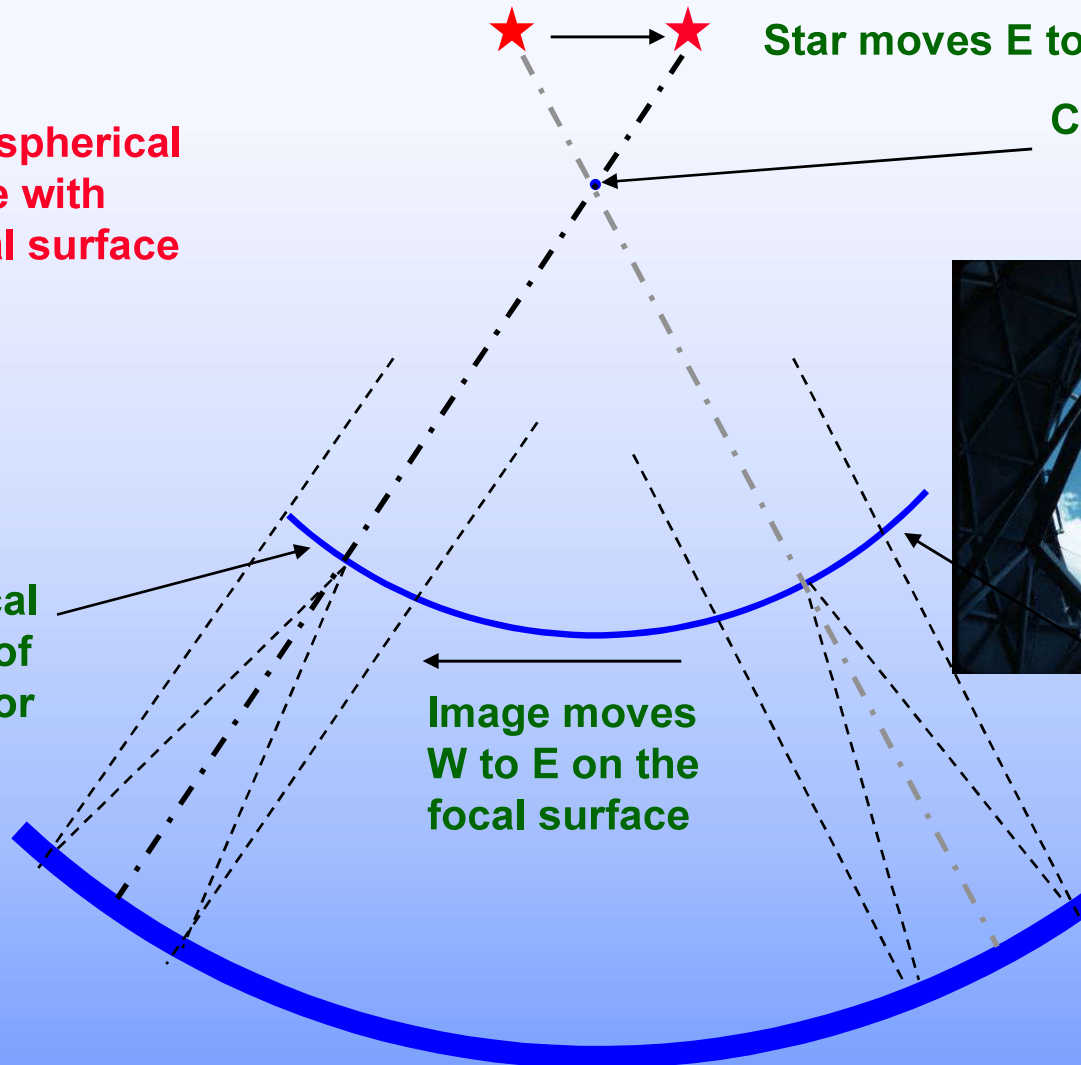 Star moves E to
C
spherical
e with
al surface
cal
of
or
Image moves
W to E on the
focal surface